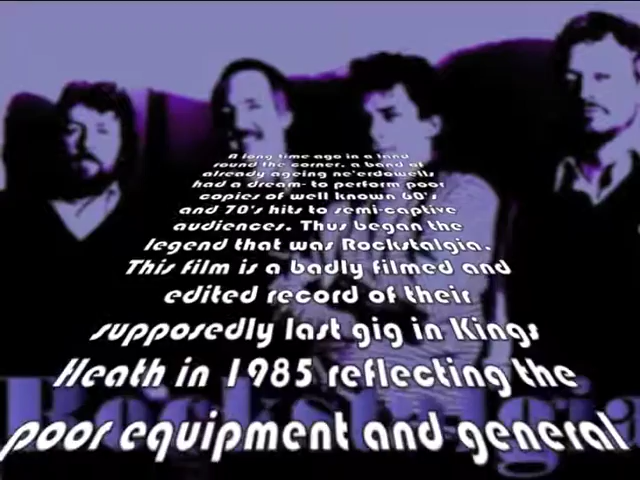 A long time ago in a land
round the corner, a band of
already ageing ne'erdowells
had a dream- to perform poor
copies of well known 60's
and 70's hits to semi-captive
audiences. Thus began the
legend that was Rockstalgia.
This film is a badly filmed and
edited record of their
supposedly last gig in Kings
Heath in 1985 reflecting the
poor equipment and general
Rockstalgia